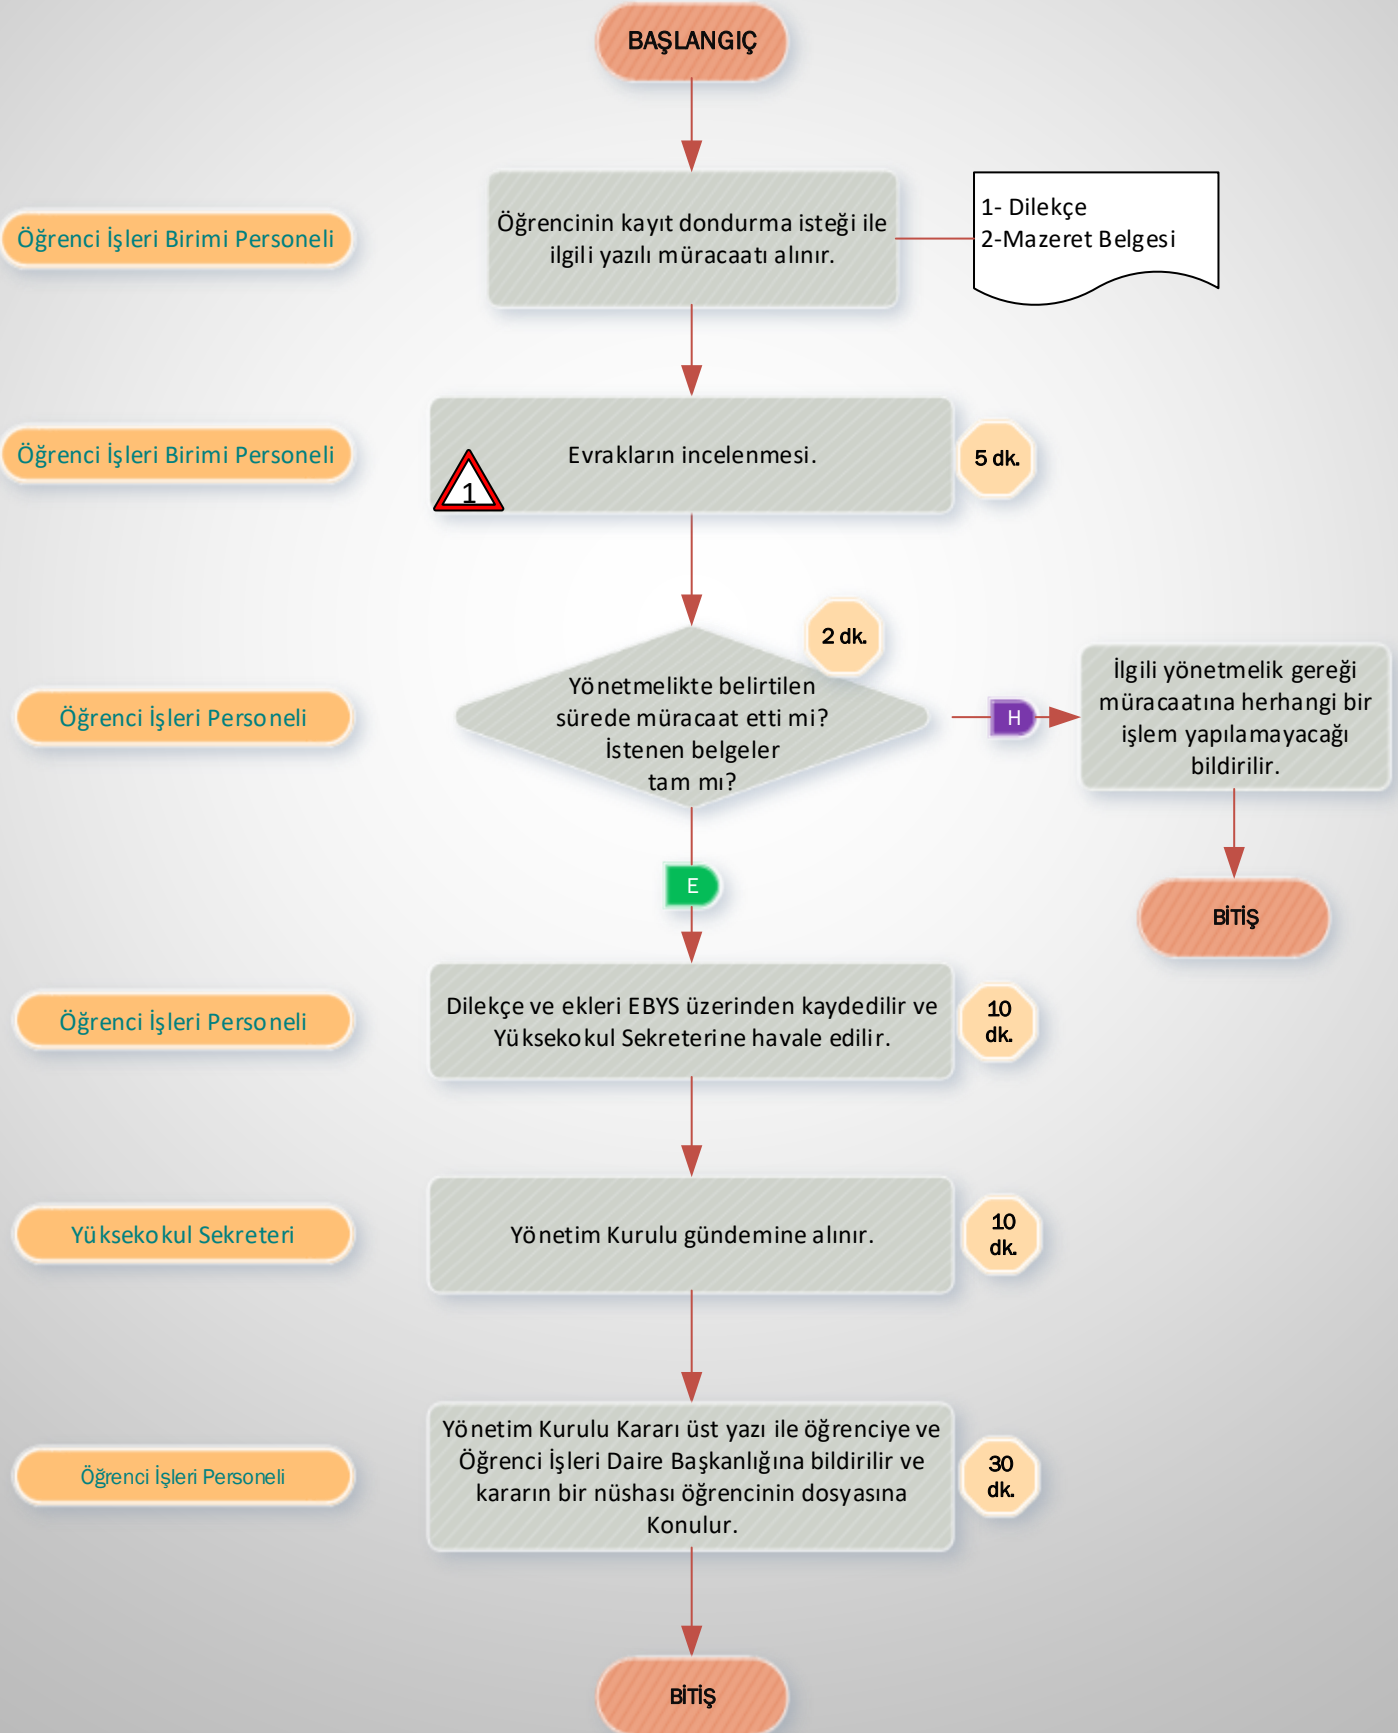 BAŞLANGIÇ
Öğrenci İşleri Birimi Personeli
Öğrencinin kayıt dondurma isteği ile
ilgili yazılı müracaatı alınır.
1- Dilekçe
2-Mazeret Belgesi
Öğrenci İşleri Birimi Personeli
Evrakların incelenmesi.
1
5 dk.
2 dk.
Öğrenci İşleri Personeli
Yönetmelikte belirtilen
sürede müracaat etti mi?
İstenen belgeler
tam mı?
H
İlgili yönetmelik gereği
müracaatına herhangi bir
işlem yapılamayacağı
bildirilir.
E
BİTİŞ
Öğrenci İşleri Personeli
Dilekçe ve ekleri EBYS üzerinden kaydedilir ve
Yüksekokul Sekreterine havale edilir.
10
dk.
Yüksekokul Sekreteri
Yönetim Kurulu gündemine alınır.
10
dk.
Öğrenci İşleri Personeli
Yönetim Kurulu Kararı üst yazı ile öğrenciye ve
Öğrenci İşleri Daire Başkanlığına bildirilir ve
kararın bir nüshası öğrencinin dosyasına
Konulur.
30
dk.
BİTİŞ